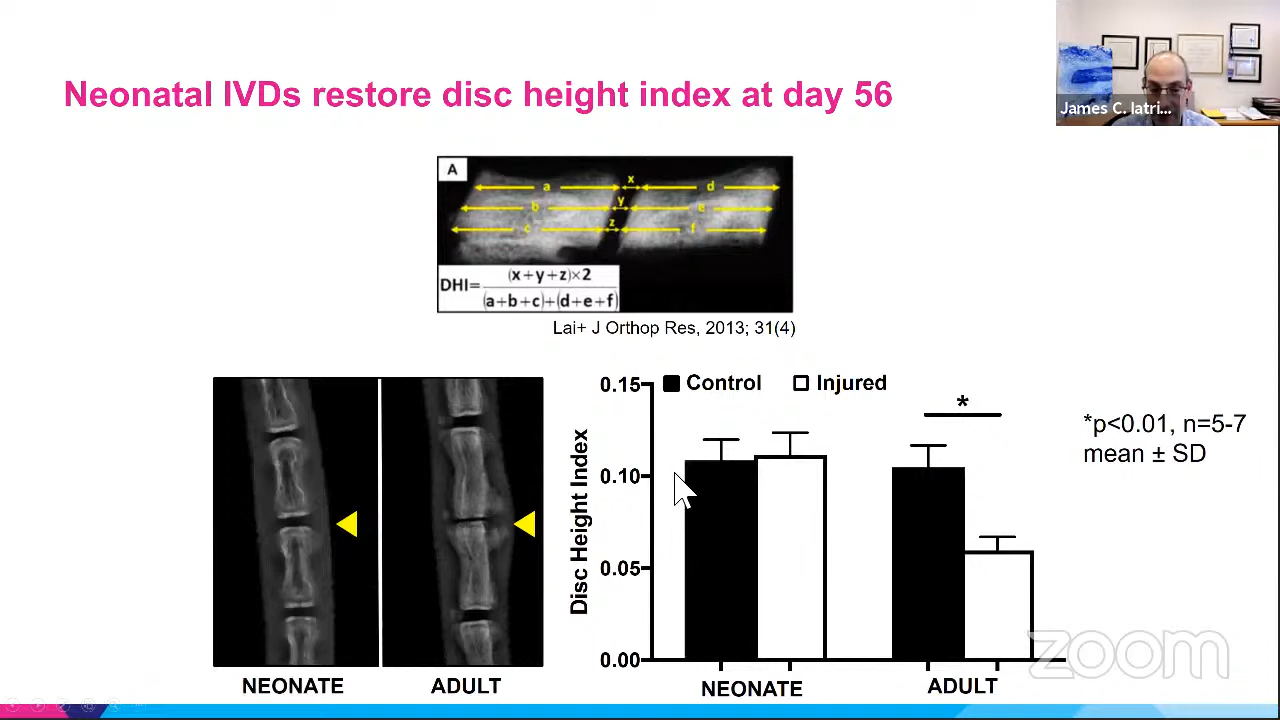 James C. Iatri...
Neonatal IVDs restore disc height index at day 56
A
a x d
b y e
c z f
DHI= (x+y+z)×2
(a+b+c)+(d+e+f)
Lai+ J Orthop Res, 2013; 31(4)
Control Injured
*
*p<0.01, n=5-7
mean ± SD
Disc Height Index
0.15
0.10
0.05
0.00
NEONATE ADULT
NEONATE ADULT
zoom